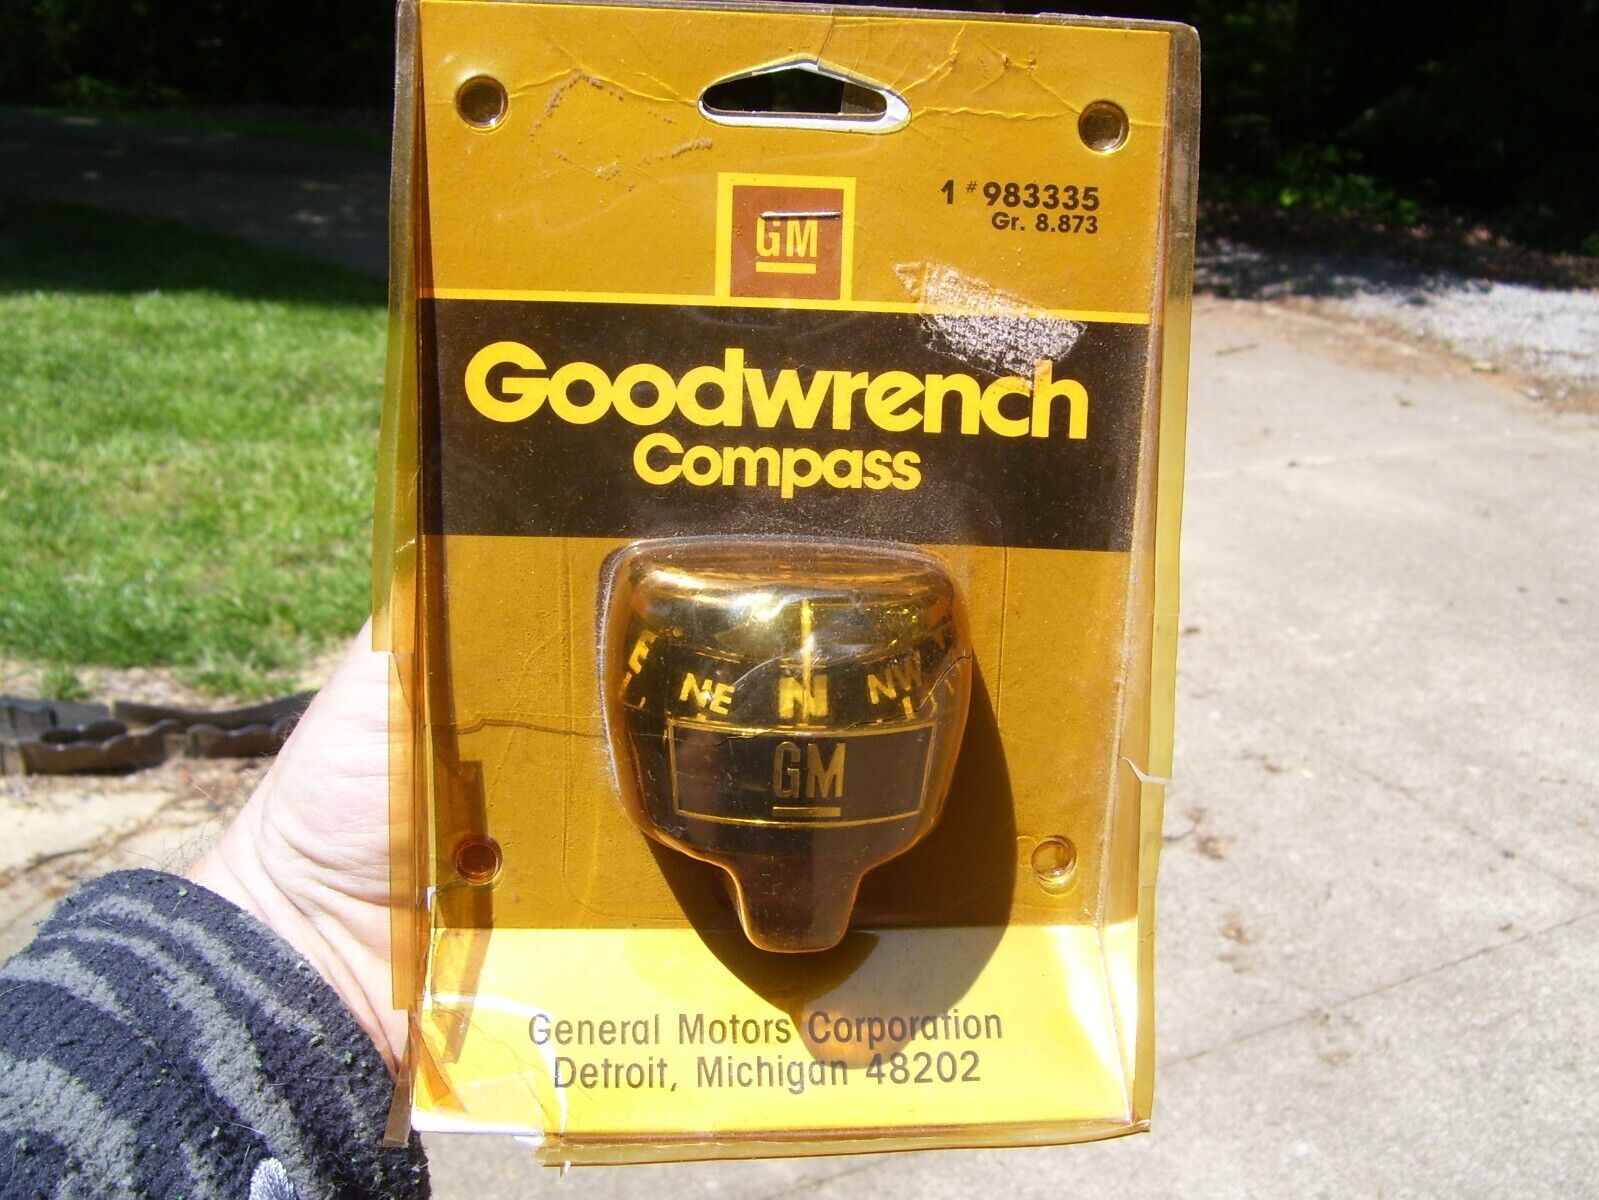 1 #983335
Gr. 8.873
GM
Goodwrench
Compass
E NE N NW
GM
General Motors Corporation
Detroit, Michigan 48202